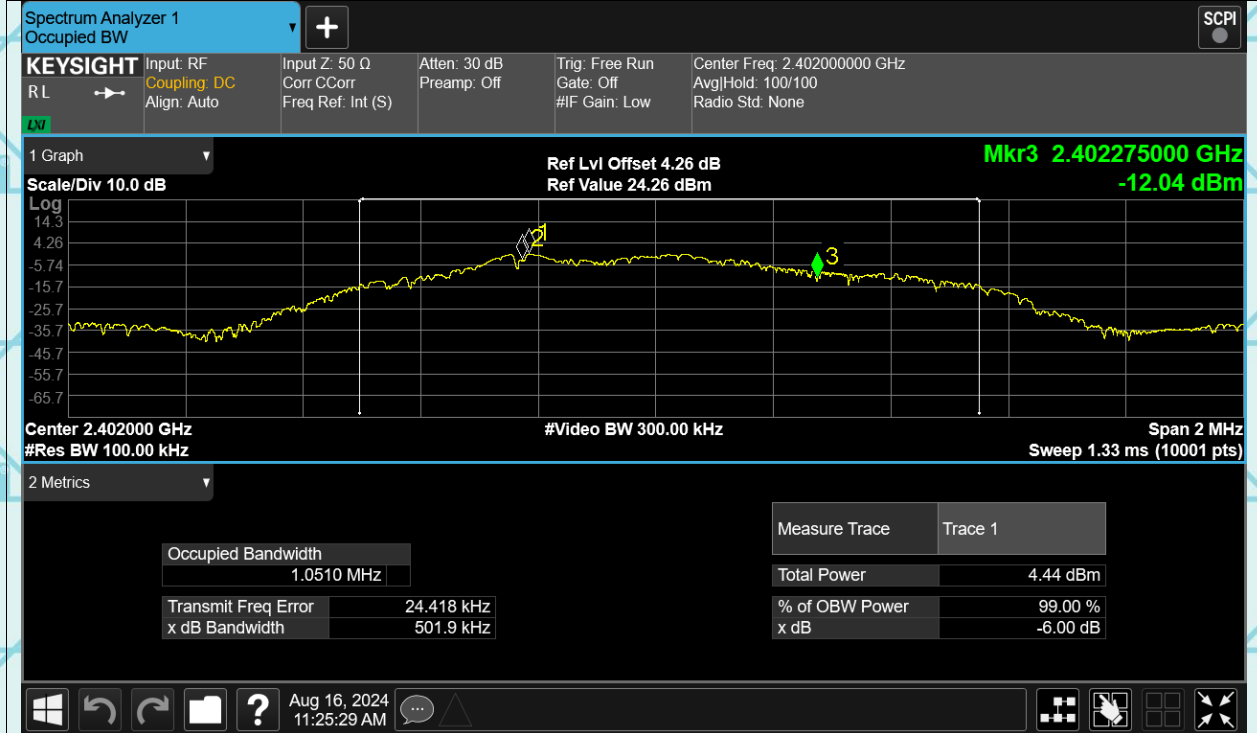 Spectrum Analyzer 1
Occupied BW
SCPI
KEYSIGHT
R L
LXI
Input: RF
Coupling: DC
Align: Auto
Input Z: 50 Ω
Corr CCorr
Freq Ref: Int (S)
Atten: 30 dB
Preamp: Off
Trig: Free Run
Gate: Off
#IF Gain: Low
Center Freq: 2.402000000 GHz
Avg|Hold: 100/100
Radio Std: None
1 Graph
Scale/Div 10.0 dB
Ref Lvl Offset 4.26 dB
Ref Value 24.26 dBm
Mkr3 2.402275000 GHz
-12.04 dBm
Log
14.3
4.26
-5.74
-15.7
-25.7
-35.7
-45.7
-55.7
-65.7
1
2
3
Center 2.402000 GHz
#Res BW 100.00 kHz
#Video BW 300.00 kHz
Span 2 MHz
Sweep 1.33 ms (10001 pts)
2 Metrics
Occupied Bandwidth
1.0510 MHz
Transmit Freq Error 24.418 kHz
x dB Bandwidth 501.9 kHz
Measure Trace Trace 1
Total Power 4.44 dBm
% of OBW Power 99.00 %
x dB -6.00 dB
?
Aug 16, 2024
11:25:29 AM